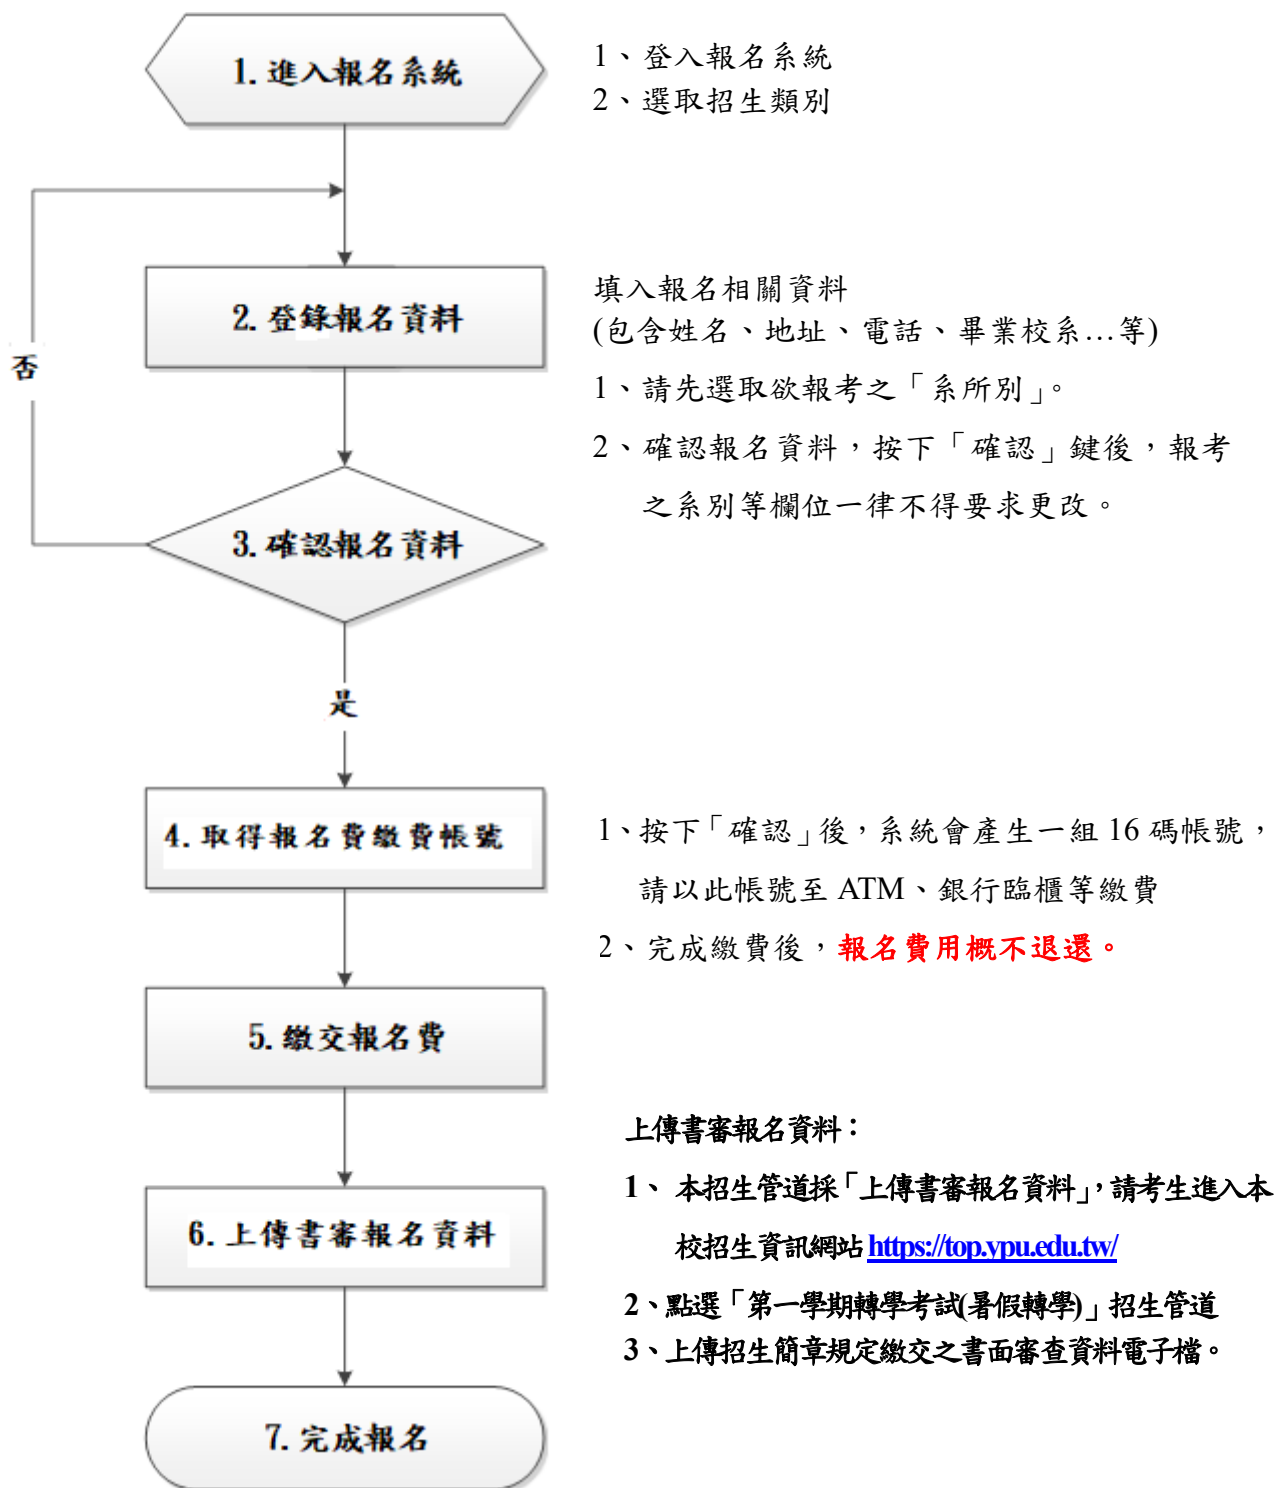 1. 進入報名系統
1、登入報名系統
2、選取招生類別
2. 登錄報名資料
填入報名相關資料
(包含姓名、地址、電話、畢業校系…等)
1、請先選取欲報考之「系所別」。
2、確認報名資料，按下「確認」鍵後，報考
之系別等欄位一律不得要求更改。
否
3. 確認報名資料
是
4. 取得報名費繳費帳號
1、按下「確認」後，系統會產生一組 16 碼帳號，
請以此帳號至 ATM、銀行臨櫃等繳費
2、完成繳費後，報名費用概不退還。
5. 繳交報名費
上傳書審報名資料：
1、 本招生管道採「上傳書審報名資料」，請考生進入本
校招生資訊網站 https://top.ypu.edu.tw/
2、點選「第一學期轉學考試(暑假轉學)」招生管道
3、上傳招生簡章規定繳交之書面審查資料電子檔。
6. 上傳書審報名資料
7. 完成報名